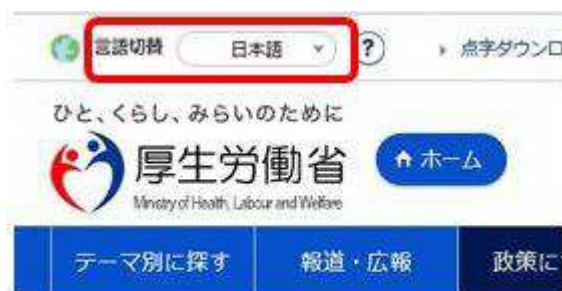 言語切替 日本語 ? 点字ダウンロ
ひと、くらし、みらいのために
厚生労働省 ホーム
Ministry of Health, Labour and Welfare
テーマ別に探す 報道・広報 政策に